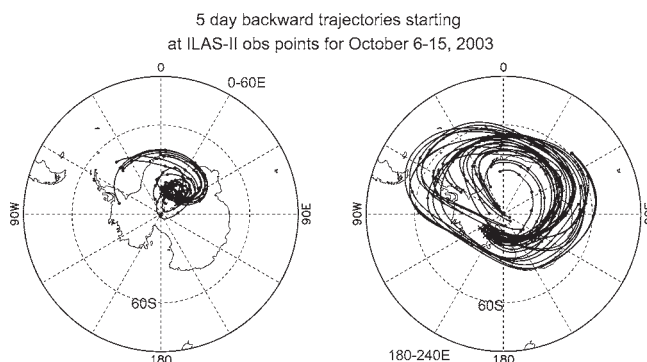 5 day backward trajectories starting
at ILAS-II obs points for October 6-15, 2003
0
0-60E
90W
90E
60S
180
0
90W
60S
180-240E
180